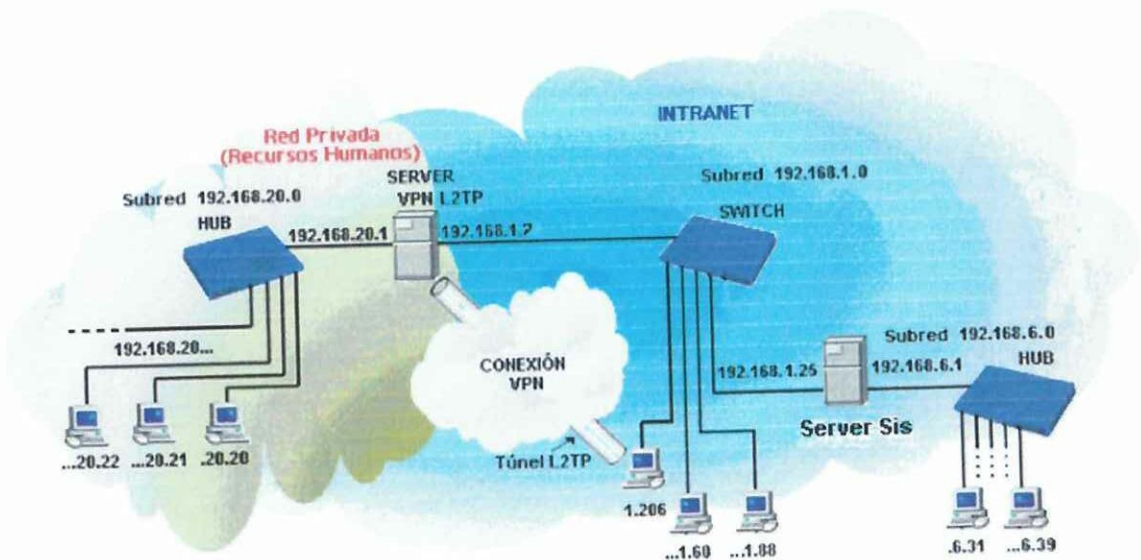 INTRANET
Red Privada
(Recursos Humanos)
Subred 192.168.20.0
HUB
SERVER
VPN L2TP
192.168.20.1
192.168.1.2
Subred 192.168.1.0
SWITCH
192.168.20...
...20.22
...20.21
.20.20
CONEXIÓN
VPN
Túnel L2TP
1.206
...1.60
...1.88
192.168.1.25
Server Sis
Subred 192.168.6.0
HUB
192.168.6.1
.6.31
...6.39